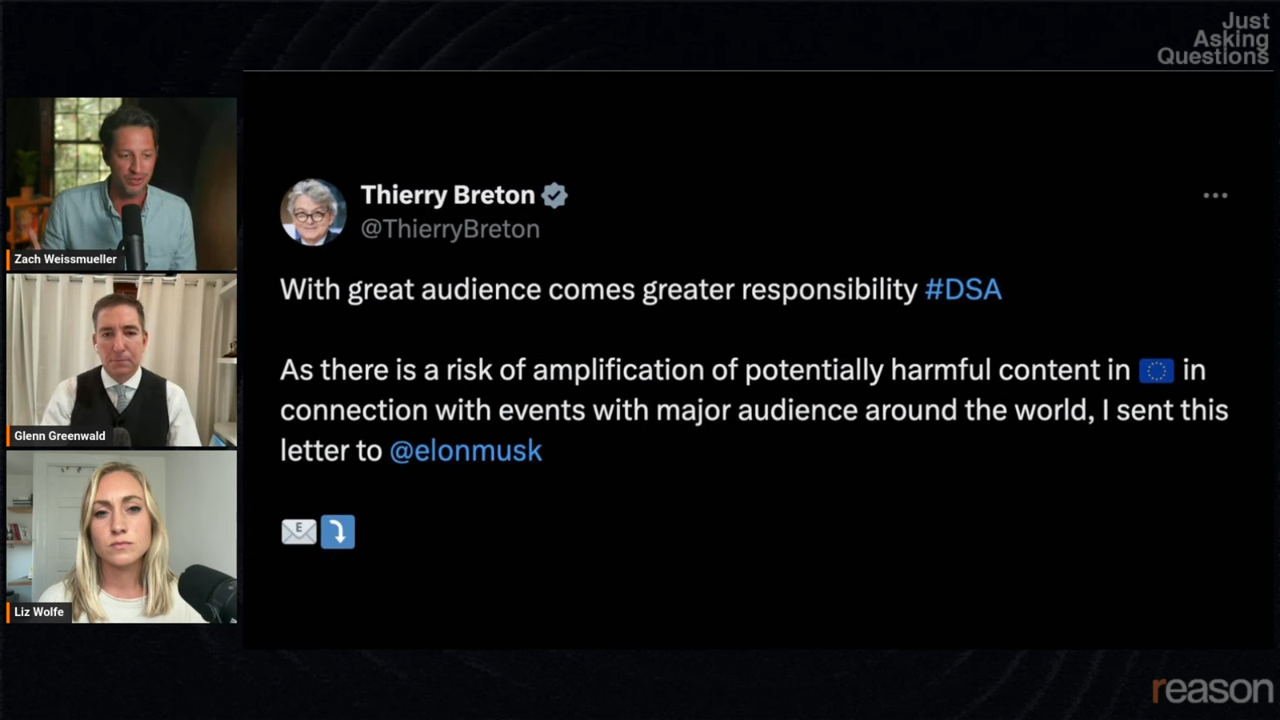 Just
Asking
Questions
Zach Weissmueller
Glenn Greenwald
Liz Wolfe
Thierry Breton
@ThierryBreton
With great audience comes greater responsibility #DSA
As there is a risk of amplification of potentially harmful content in 🇪🇺 in
connection with events with major audience around the world, I sent this
letter to @elonmusk
📧⤵️
reason